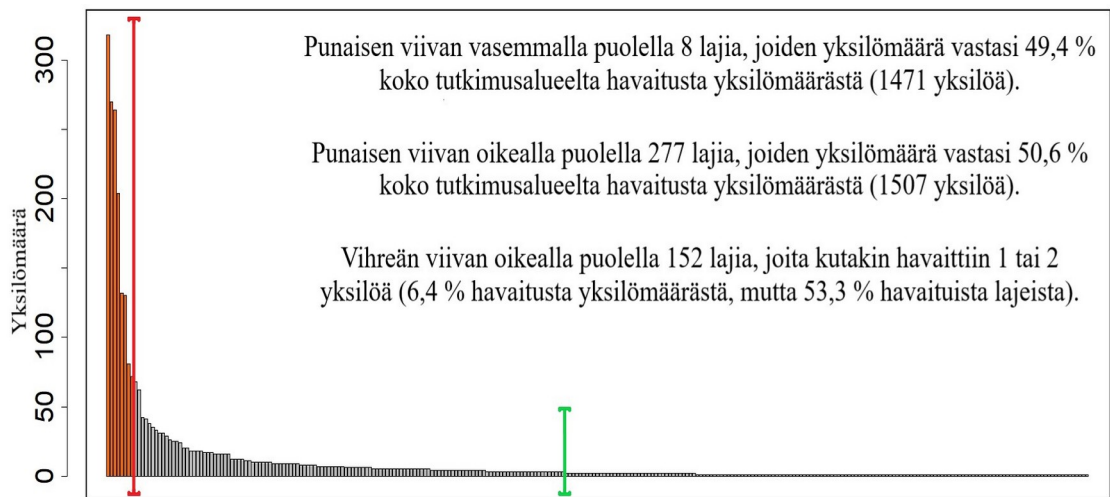 Punaisen viivan vasemmalla puolella 8 lajia, joiden yksilömäärä vastasi 49,4 %
koko tutkimusalueelta havaitusta yksilömäärästä (1471 yksilöä).
Punaisen viivan oikealla puolella 277 lajia, joiden yksilömäärä vastasi 50,6 %
koko tutkimusalueelta havaitusta yksilömäärästä (1507 yksilöä).
Vihreän viivan oikealla puolella 152 lajia, joita kutakin havaittiin 1 tai 2
yksilöä (6,4 % havaitusta yksilömäärästä, mutta 53,3 % havaituista lajeista).
Yksilömäärä
300
200
100
50
0